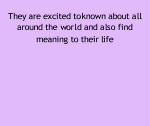 They are excited toknown about all
around the world and also find
meaning to their life